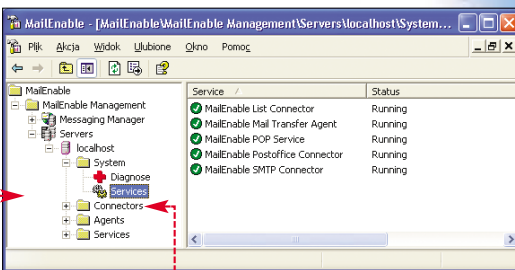 MailEnable - [MailEnable\MailEnable Management\Servers\localhost\System...
Plik Akcja Widok Ulubione Okno Pomoc
MailEnable
MailEnable Management
Messaging Manager
Servers
localhost
System
Diagnose
Services
Connectors
Agents
Services
Service Status
MailEnable List Connector Running
MailEnable Mail Transfer Agent Running
MailEnable POP Service Running
MailEnable Postoffice Connector Running
MailEnable SMTP Connector Running